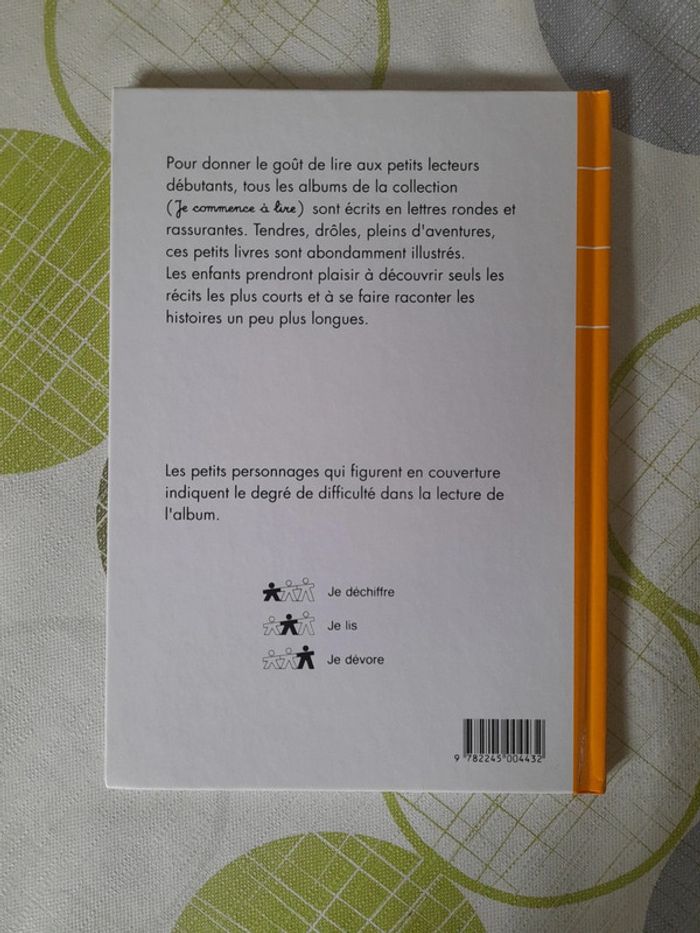 Pour donner le goût de lire aux petits lecteurs
débutants, tous les albums de la collection
(Je commence à lire) sont écrits en lettres rondes et
rassurantes. Tendres, drôles, pleins d'aventures,
ces petits livres sont abondamment illustrés.
Les enfants prendront plaisir à découvrir seuls les
récits les plus courts et à se faire raconter les
histoires un peu plus longues.
Les petits personnages qui figurent en couverture
indiquent le degré de difficulté dans la lecture de
l'album.
Je déchiffre
Je lis
Je dévore
9 782245 004432